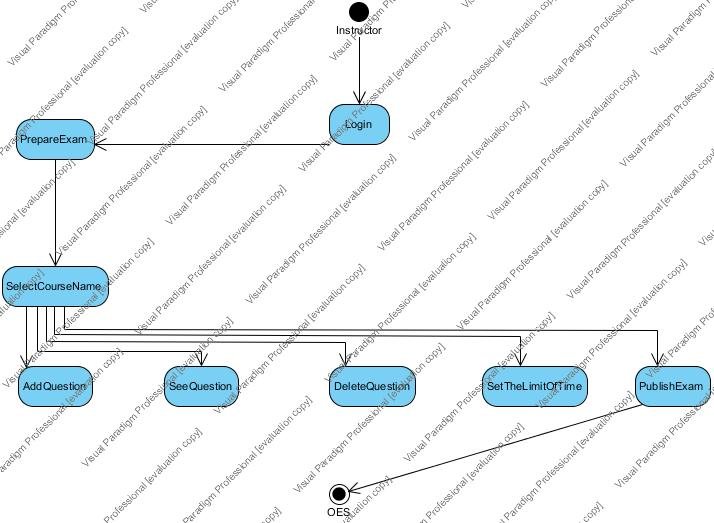 Instructor
Login
PrepareExam
SelectCourseName
AddQuestion
SeeQuestion
DeleteQuestion
SetTheLimitOfTime
PublishExam
OES
Visual Paradigm Professional [evaluation copy]